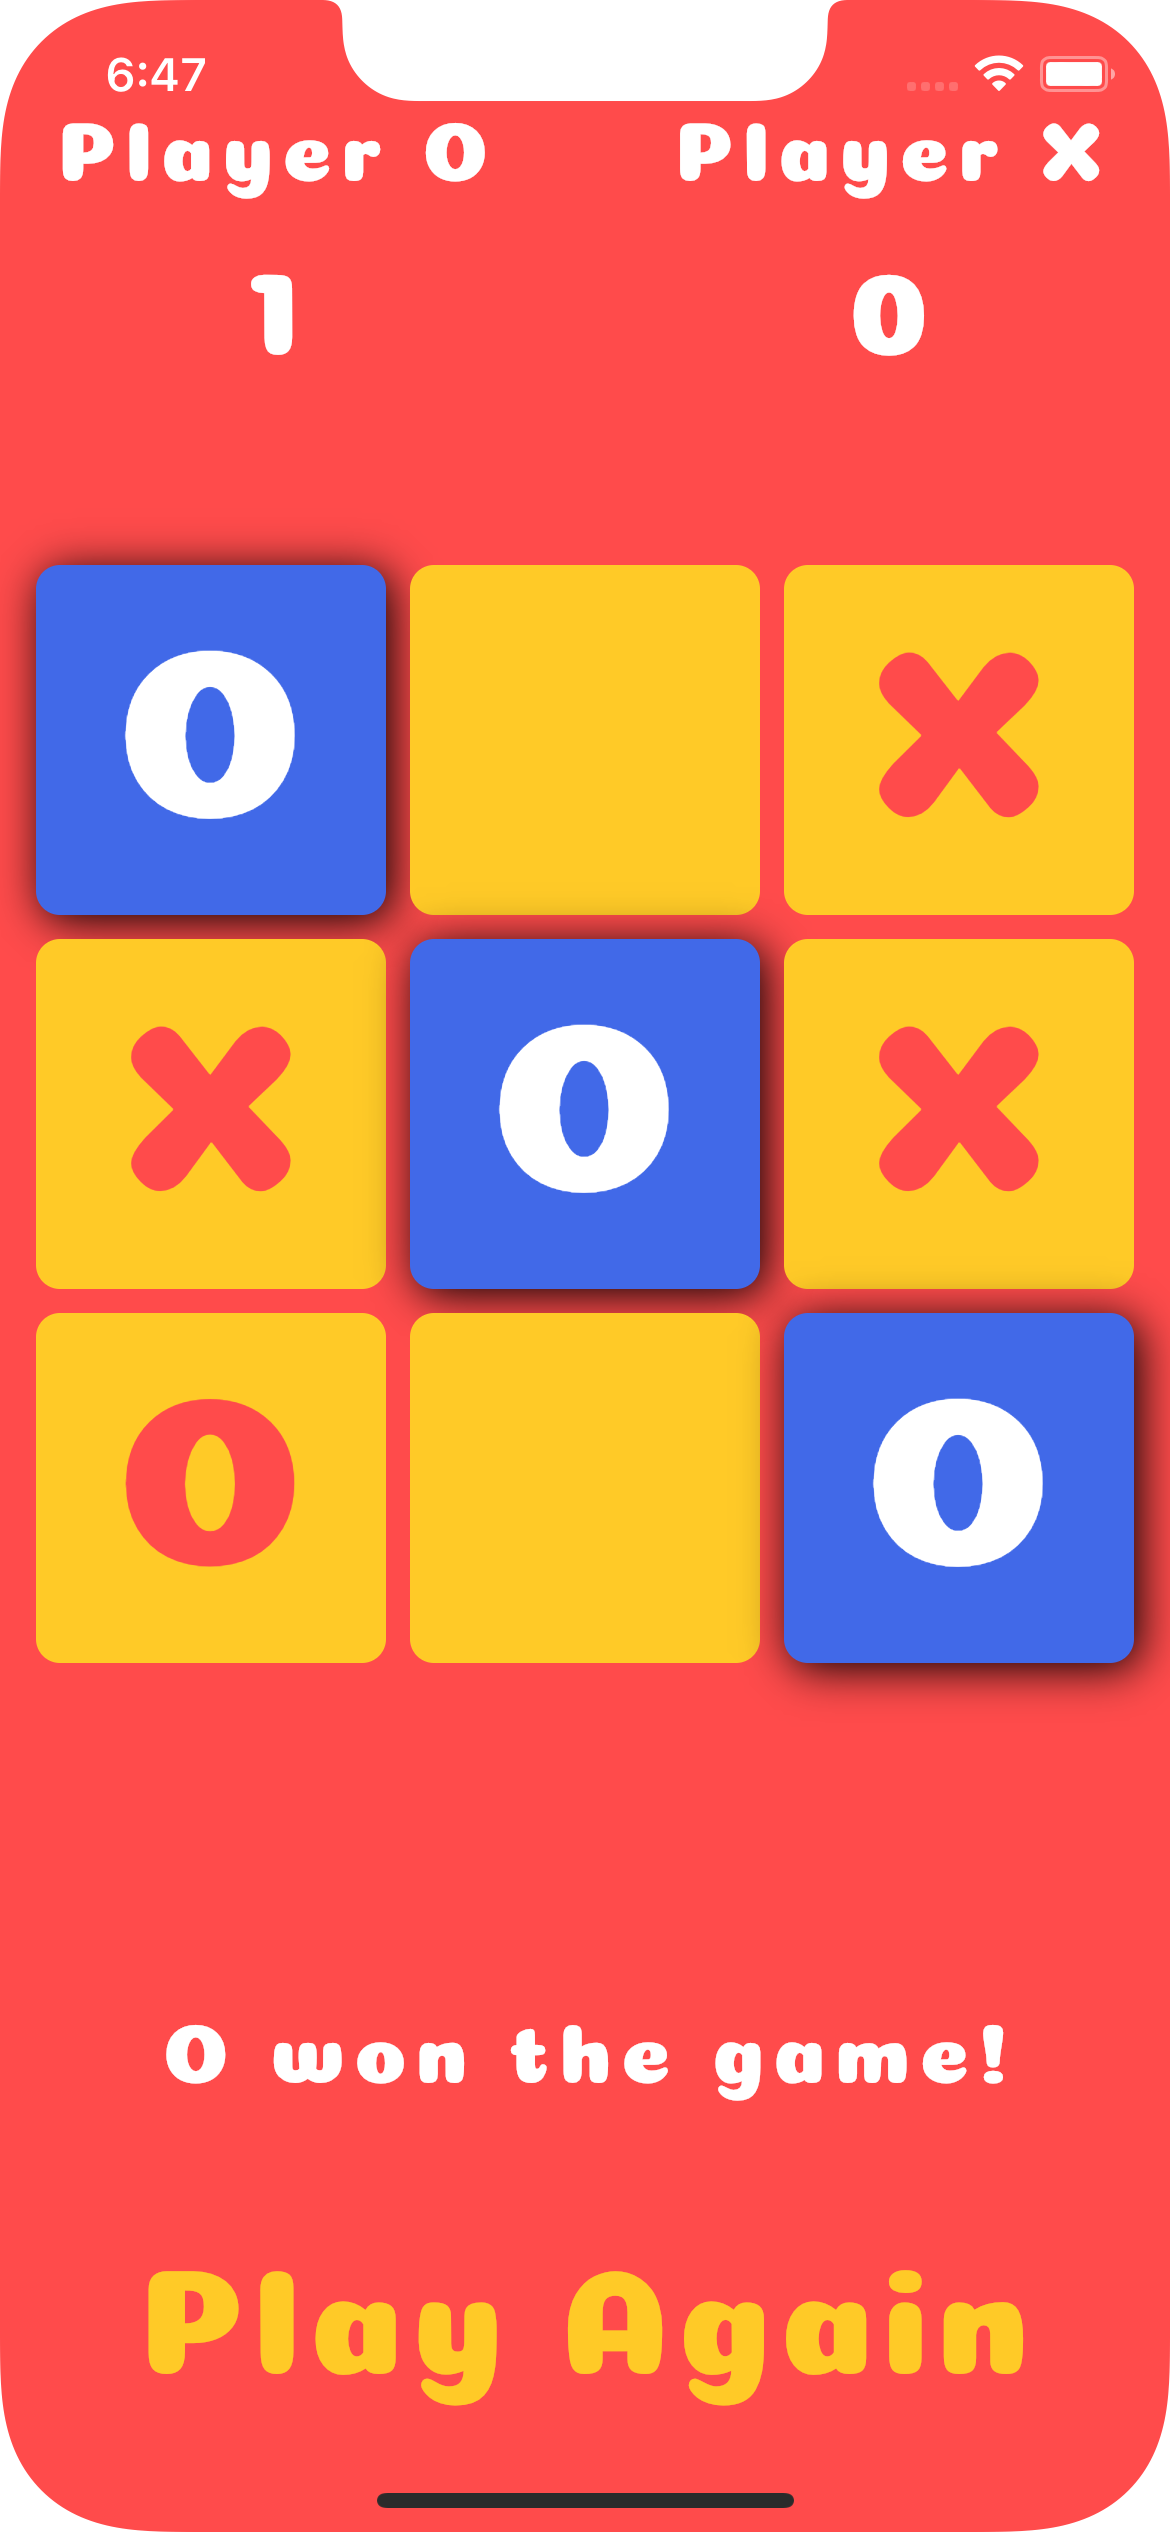 6:47
Player O Player X
1 0
O X
X O X
O O
O won the game!
Play Again